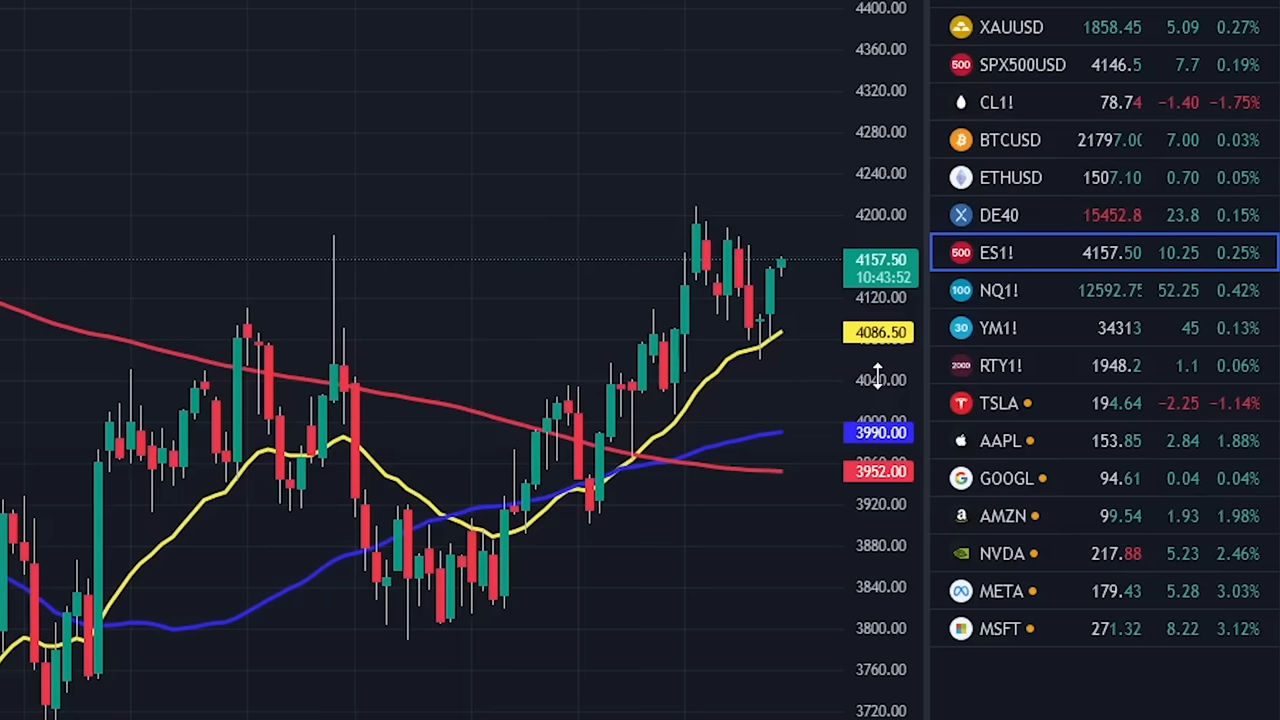 4400.00
4360.00
4320.00
4280.00
4240.00
4200.00
4157.50
10:43:52
4120.00
4086.50
4000.00
3990.00
3952.00
3920.00
3880.00
3840.00
3800.00
3760.00
3720.00
XAUUSD 1858.45 5.09 0.27%
500 SPX500USD 4146.5 7.7 0.19%
CL1! 78.74 −1.40 −1.75%
BTCUSD 21797.00 7.00 0.03%
ETHUSD 1507.10 0.70 0.05%
DE40 15452.8 23.8 0.15%
500 ES1! 4157.50 10.25 0.25%
100 NQ1! 12592.75 52.25 0.42%
30 YM1! 34313 45 0.13%
2000 RTY1! 1948.2 1.1 0.06%
TSLA 194.64 −2.25 −1.14%
AAPL 153.85 2.84 1.88%
GOOGL 94.61 0.04 0.04%
AMZN 99.54 1.93 1.98%
NVDA 217.88 5.23 2.46%
META 179.43 5.28 3.03%
MSFT 271.32 8.22 3.12%